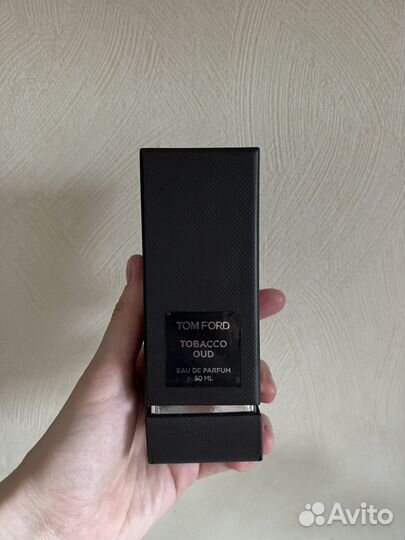 TOM FORD
TOBACCO
OUD
EAU DE PARFUM
50 ML
Avito